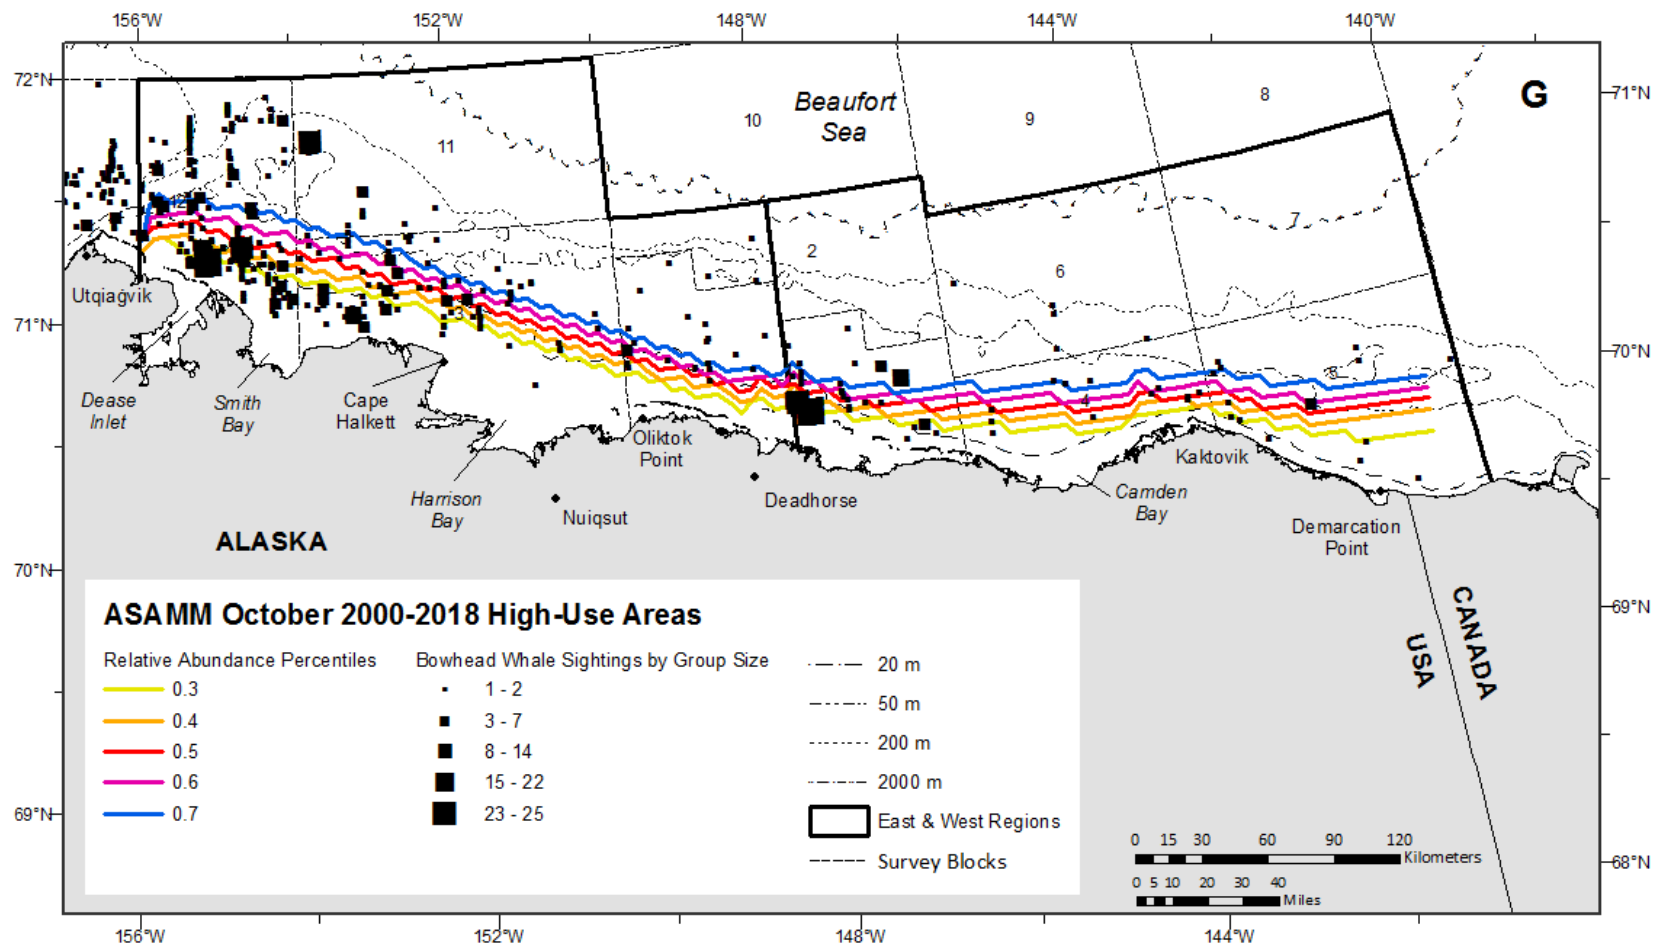 156°W 152°W 148°W 144°W 140°W
72°N
71°N
G
Beaufort
Sea
8
9
10
11
12
7
2
6
71°N
70°N
3
5
4
Utqiaġvik
Dease
Inlet
Smith
Bay
Cape
Halkett
Harrison
Bay
Oliktok
Point
Nuiqsut
Deadhorse
Camden
Bay
Kaktovik
Demarcation
Point
ALASKA
70°N
69°N
CANADA
USA
ASAMM October 2000-2018 High-Use Areas
Relative Abundance Percentiles
0.3
0.4
0.5
0.6
0.7
Bowhead Whale Sightings by Group Size
1 - 2
3 - 7
8 - 14
15 - 22
23 - 25
20 m
50 m
200 m
2000 m
East & West Regions
Survey Blocks
69°N
68°N
0 15 30 60 90 120
Kilometers
0 5 10 20 30 40
Miles
156°W 152°W 148°W 144°W